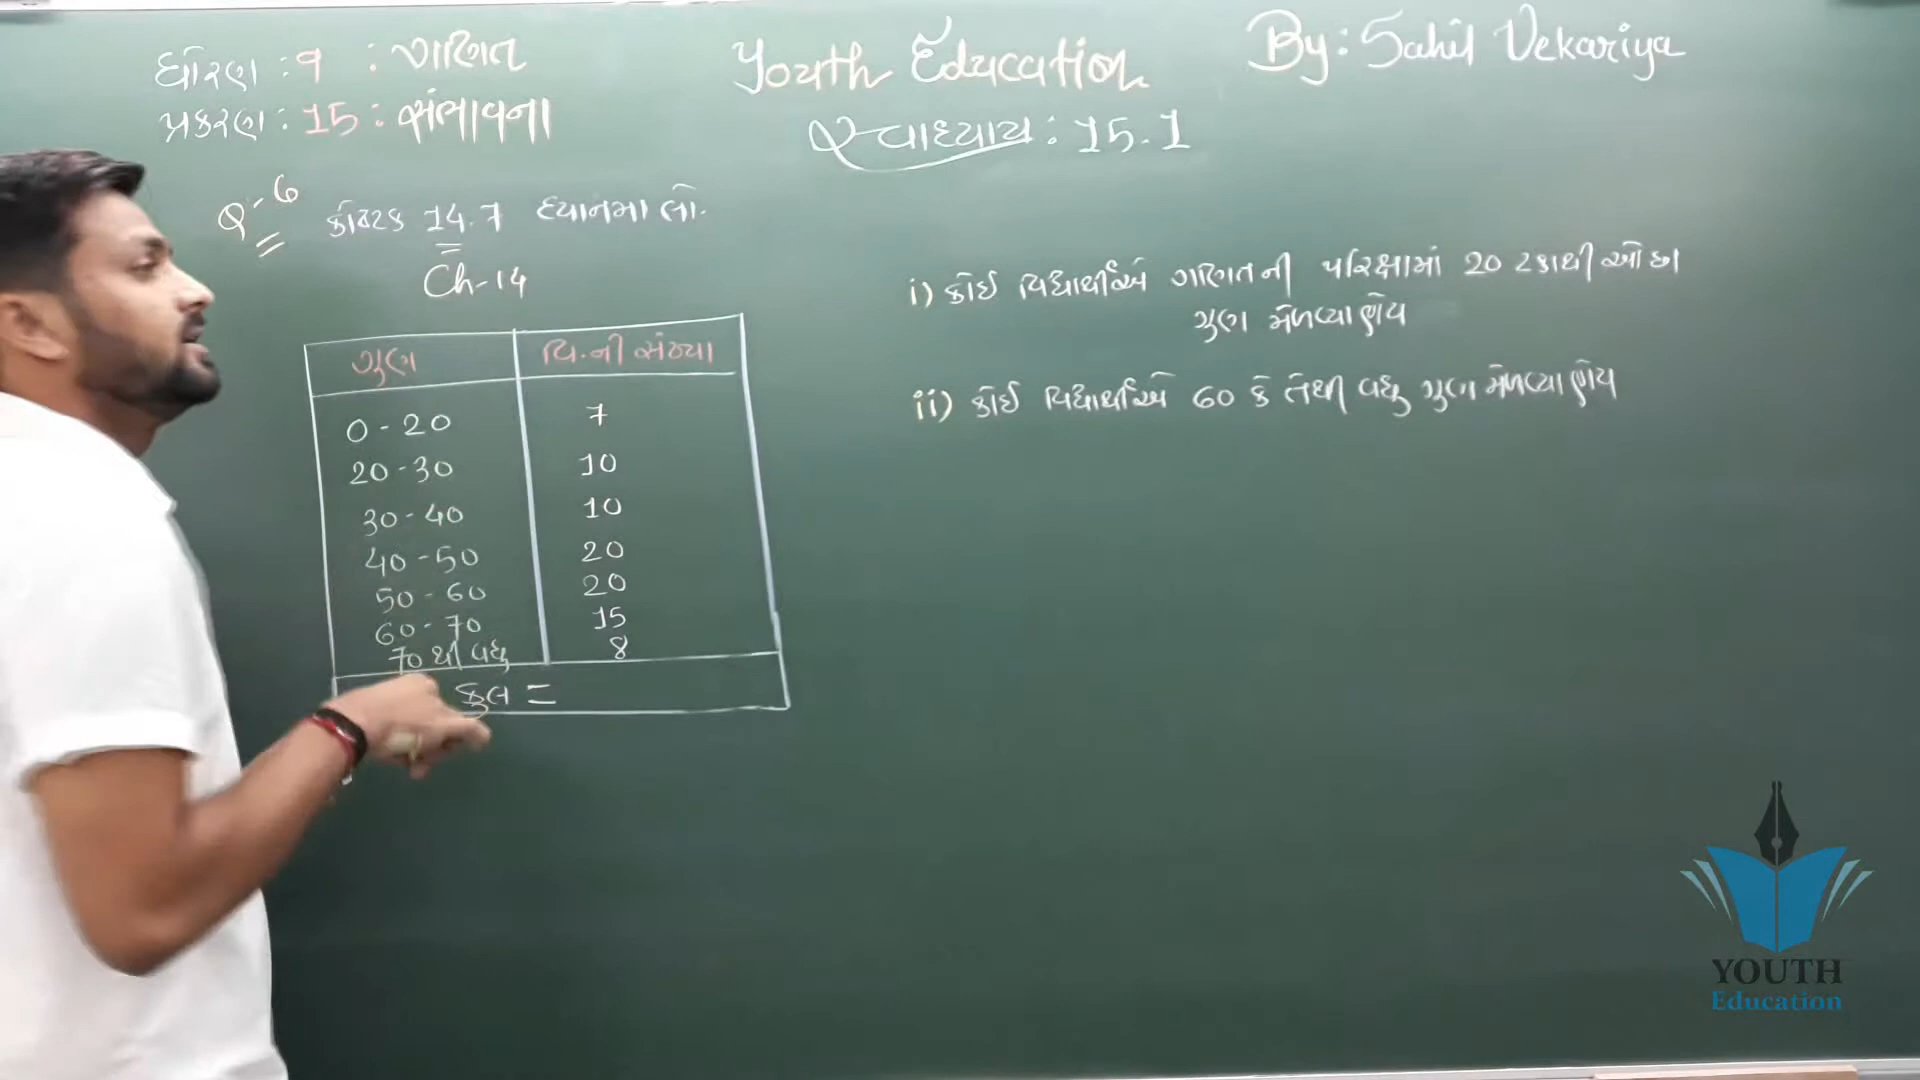 ધોરણ : 9 : ગણિત
પ્રકરણ : 15 : સંભાવના
Youth Education
By: Sahil Vekariya
સ્વાધ્યાય : 15.1
Q-6 કોષ્ટક 14.7 ધ્યાનમા લો.
Ch-14
ગુણ વિ.ની સંખ્યા
0-20 7
20-30 10
30-40 10
40-50 20
50-60 20
60-70 15
70 થી વધુ 8
કુલ =
i) કોઈ વિદ્યાર્થીએ ગણિતની પરિક્ષામાં 20 ટકાથી ઓછા
ગુણ મેળવ્યા હોય
ii) કોઈ વિદ્યાર્થીએ 60 કે તેથી વધુ ગુણ મેળવ્યા હોય
YOUTH
Education